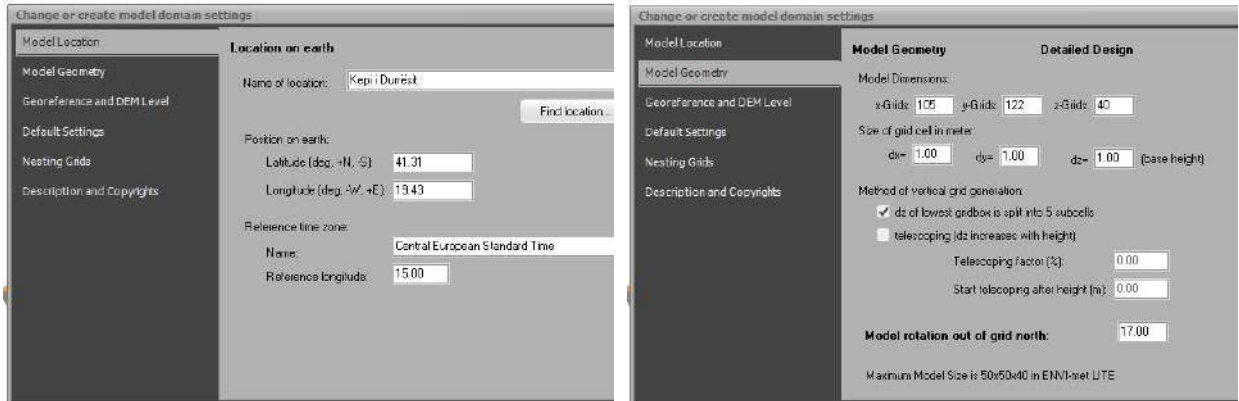 Change or create model domain settings
Model Location
Model Geometry
Georeference and DEM Level
Default Settings
Nesting Grids
Description and Copyrights
Location on earth
Name of location: Kepi i Durrësit
Find location...
Position on earth:
Latitude (deg, +N, -S) 41.31
Longitude (deg, -W, +E) 19.43
Reference time zone:
Name: Central European Standard Time
Reference longitude: 15.00
Change or create model domain settings
Model Location
Model Geometry
Georeference and DEM Level
Default Settings
Nesting Grids
Description and Copyrights
Model Geometry Detailed Design
Model Dimensions:
x-Grids: 105 y-Grids: 122 z-Grids: 40
Size of grid cell in meter:
dx= 1.00 dy= 1.00 dz= 1.00 (base height)
Method of vertical grid generation:
dz of lowest gridbox is split into 5 subcells
telescoping (dz increases with height)
Telescoping factor (%): 0.00
Start telescoping after height (m): 0.00
Model rotation out of grid north: 17.00
Maximum Model Size is 50x50x40 in ENVI-met LITE